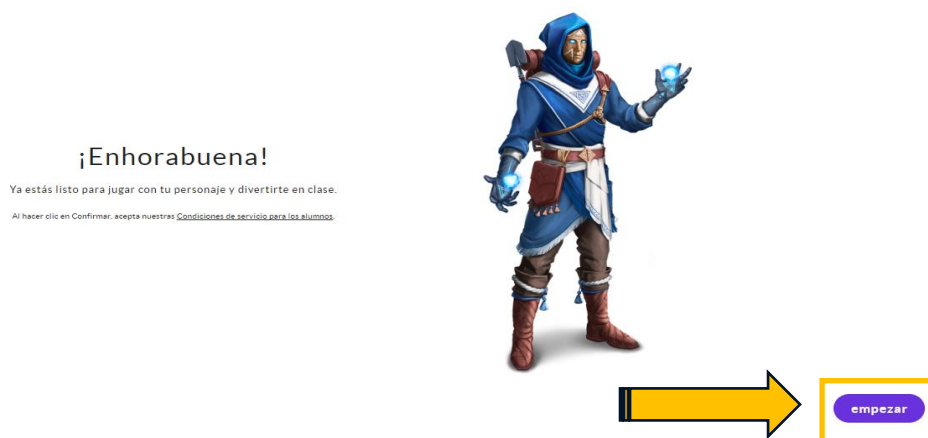 ¡Enhorabuena!
Ya estás listo para jugar con tu personaje y divertirte en clase.
Al hacer clic en Confirmar, acepta nuestras Condiciones de servicio para los alumnos.
empezar